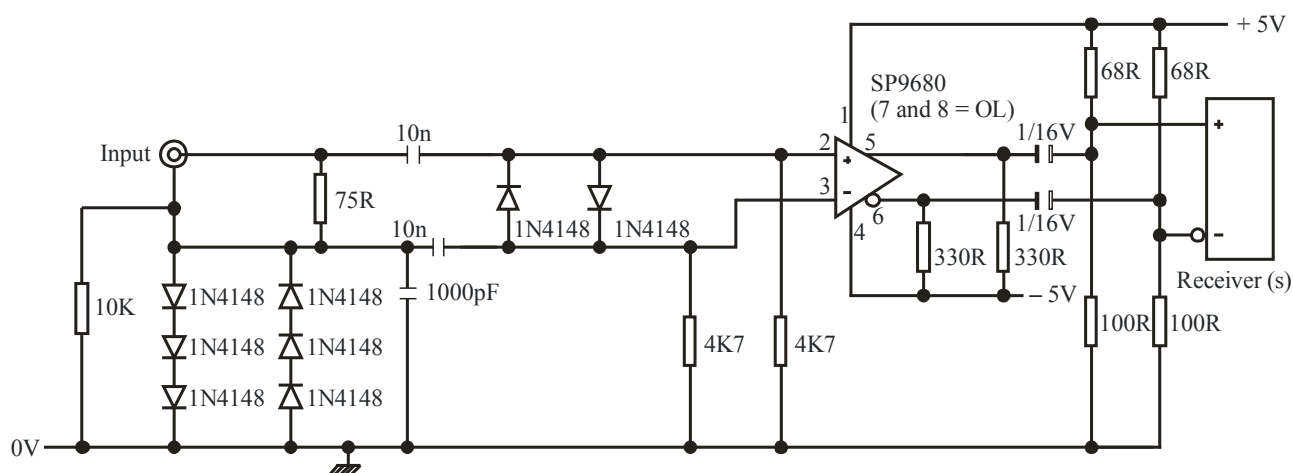 + 5V
68R
68R
SP9680
(7 and 8 = OL)
1
10n
1/16V
+
Input
2
5
+
3
-
75R
6
1/16V
10n
1N4148
1N4148
4
-
330R
330R
Receiver (s)
10K
1N4148
1N4148
1000pF
- 5V
1N4148
1N4148
4K7
4K7
100R
100R
1N4148
1N4148
0V